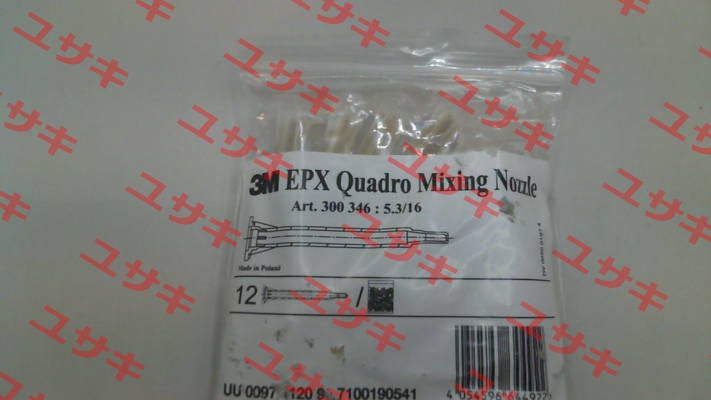 3M EPX Quadro Mixing Nozzle
Art. 300 346 : 5.3/16
Made in Poland
12 /
UU 0097 7100190541
ユサキ